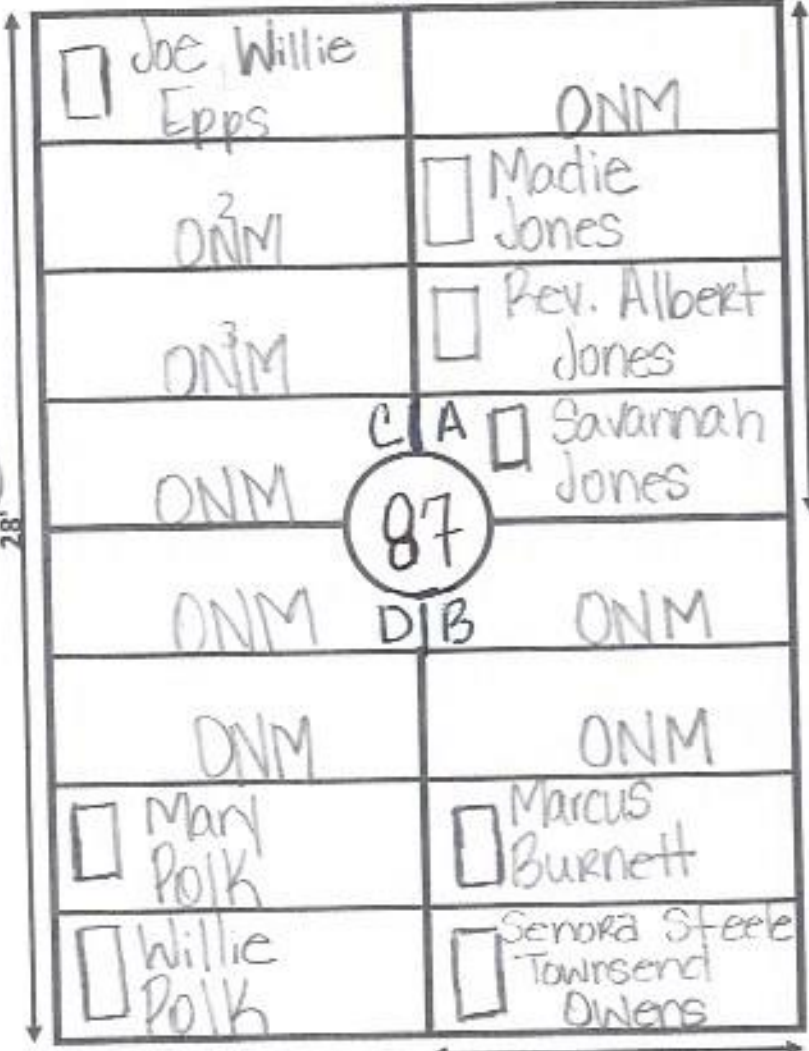 Joe Willie
Epps
ONM
2
ONM
Madie
Jones
3
ONM
Rev. Albert
Jones
ONM
C A
Savannah
Jones
87
28'
ONM
D B
ONM
ONM
ONM
Mary
Polk
Marcus
Burnett
Willie
Polk
Senora Steele
Townsend
Owens